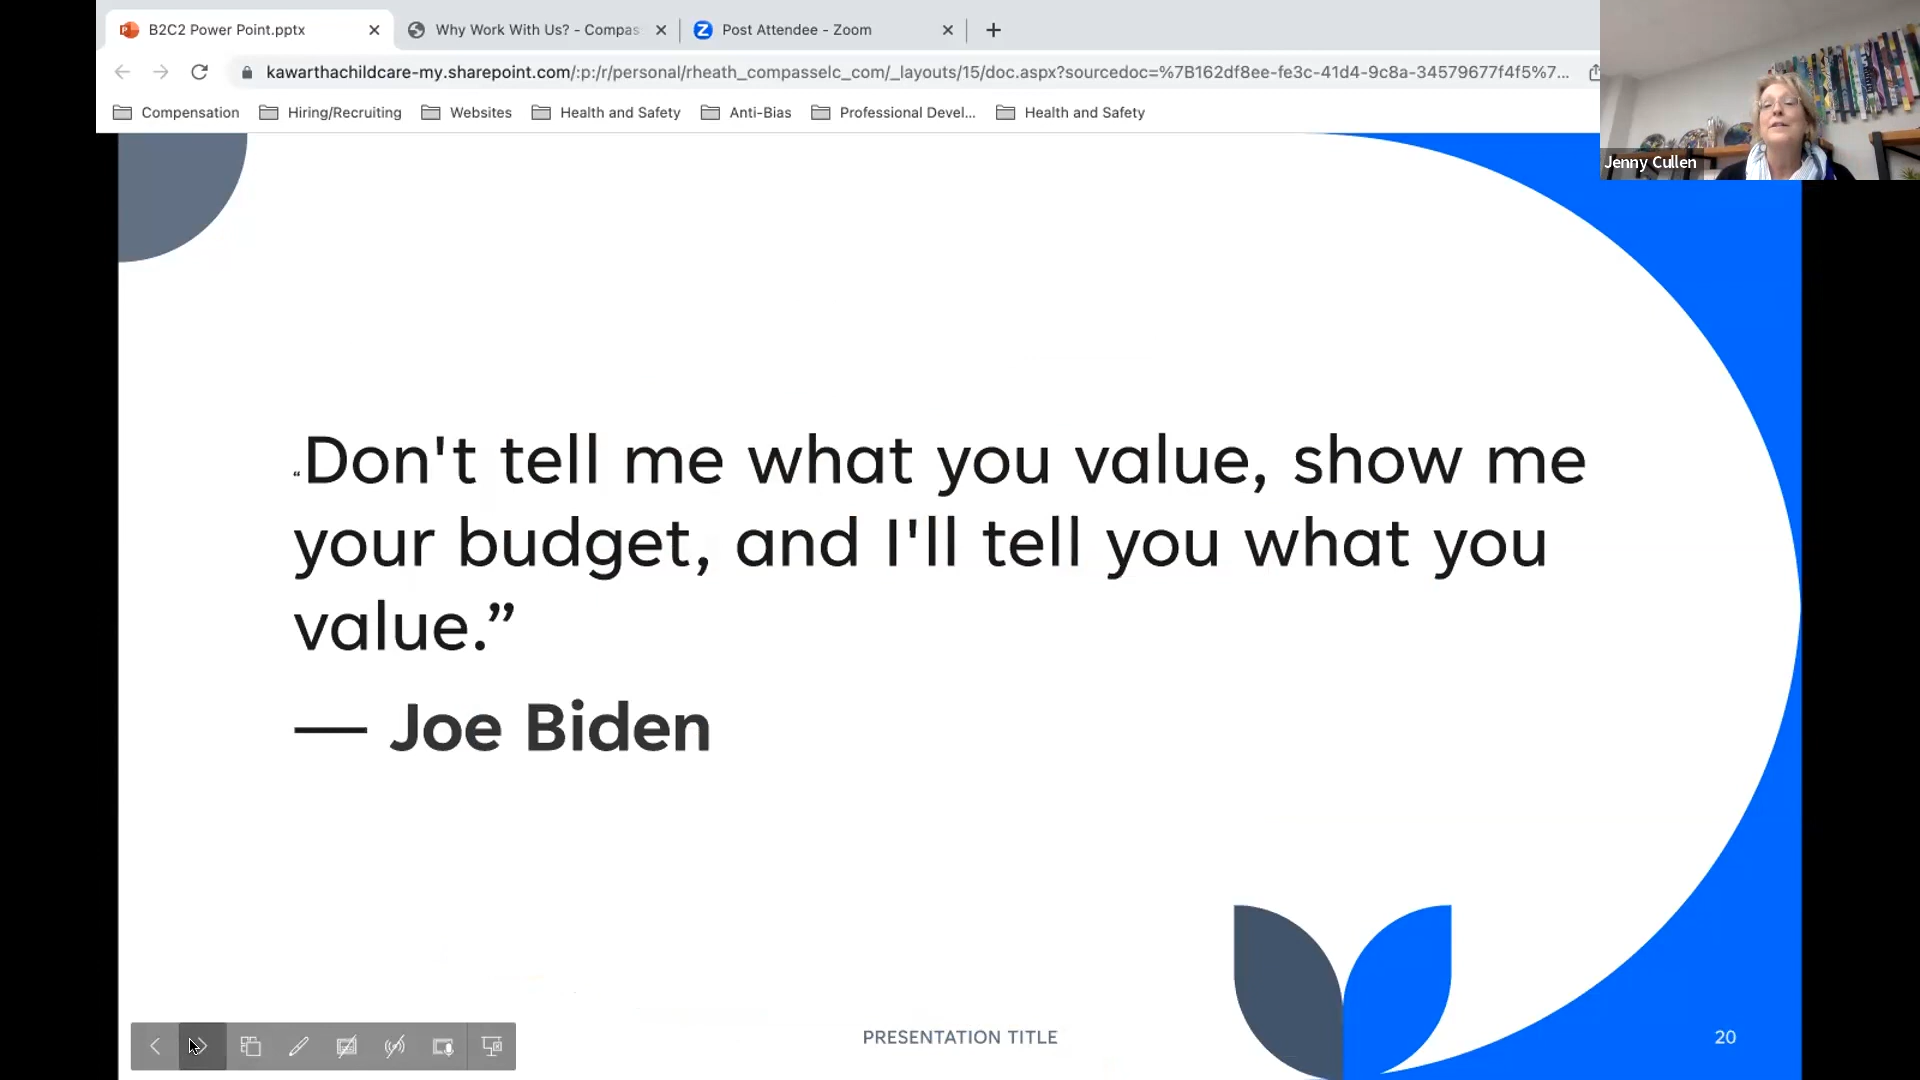 B2C2 Power Point.pptx
Why Work With Us? - Compas
Post Attendee - Zoom
kawarthachildcare-my.sharepoint.com/:p:/r/personal/rheath_compasselc_com/_layouts/15/doc.aspx?sourcedoc=%7B162df8ee-fe3c-41d4-9c8a-34579677f4f5%7...
Compensation
Hiring/Recruiting
Websites
Health and Safety
Anti-Bias
Professional Devel...
Health and Safety
Jenny Cullen
“Don't tell me what you value, show me
your budget, and I'll tell you what you
value.”
— Joe Biden
PRESENTATION TITLE
20